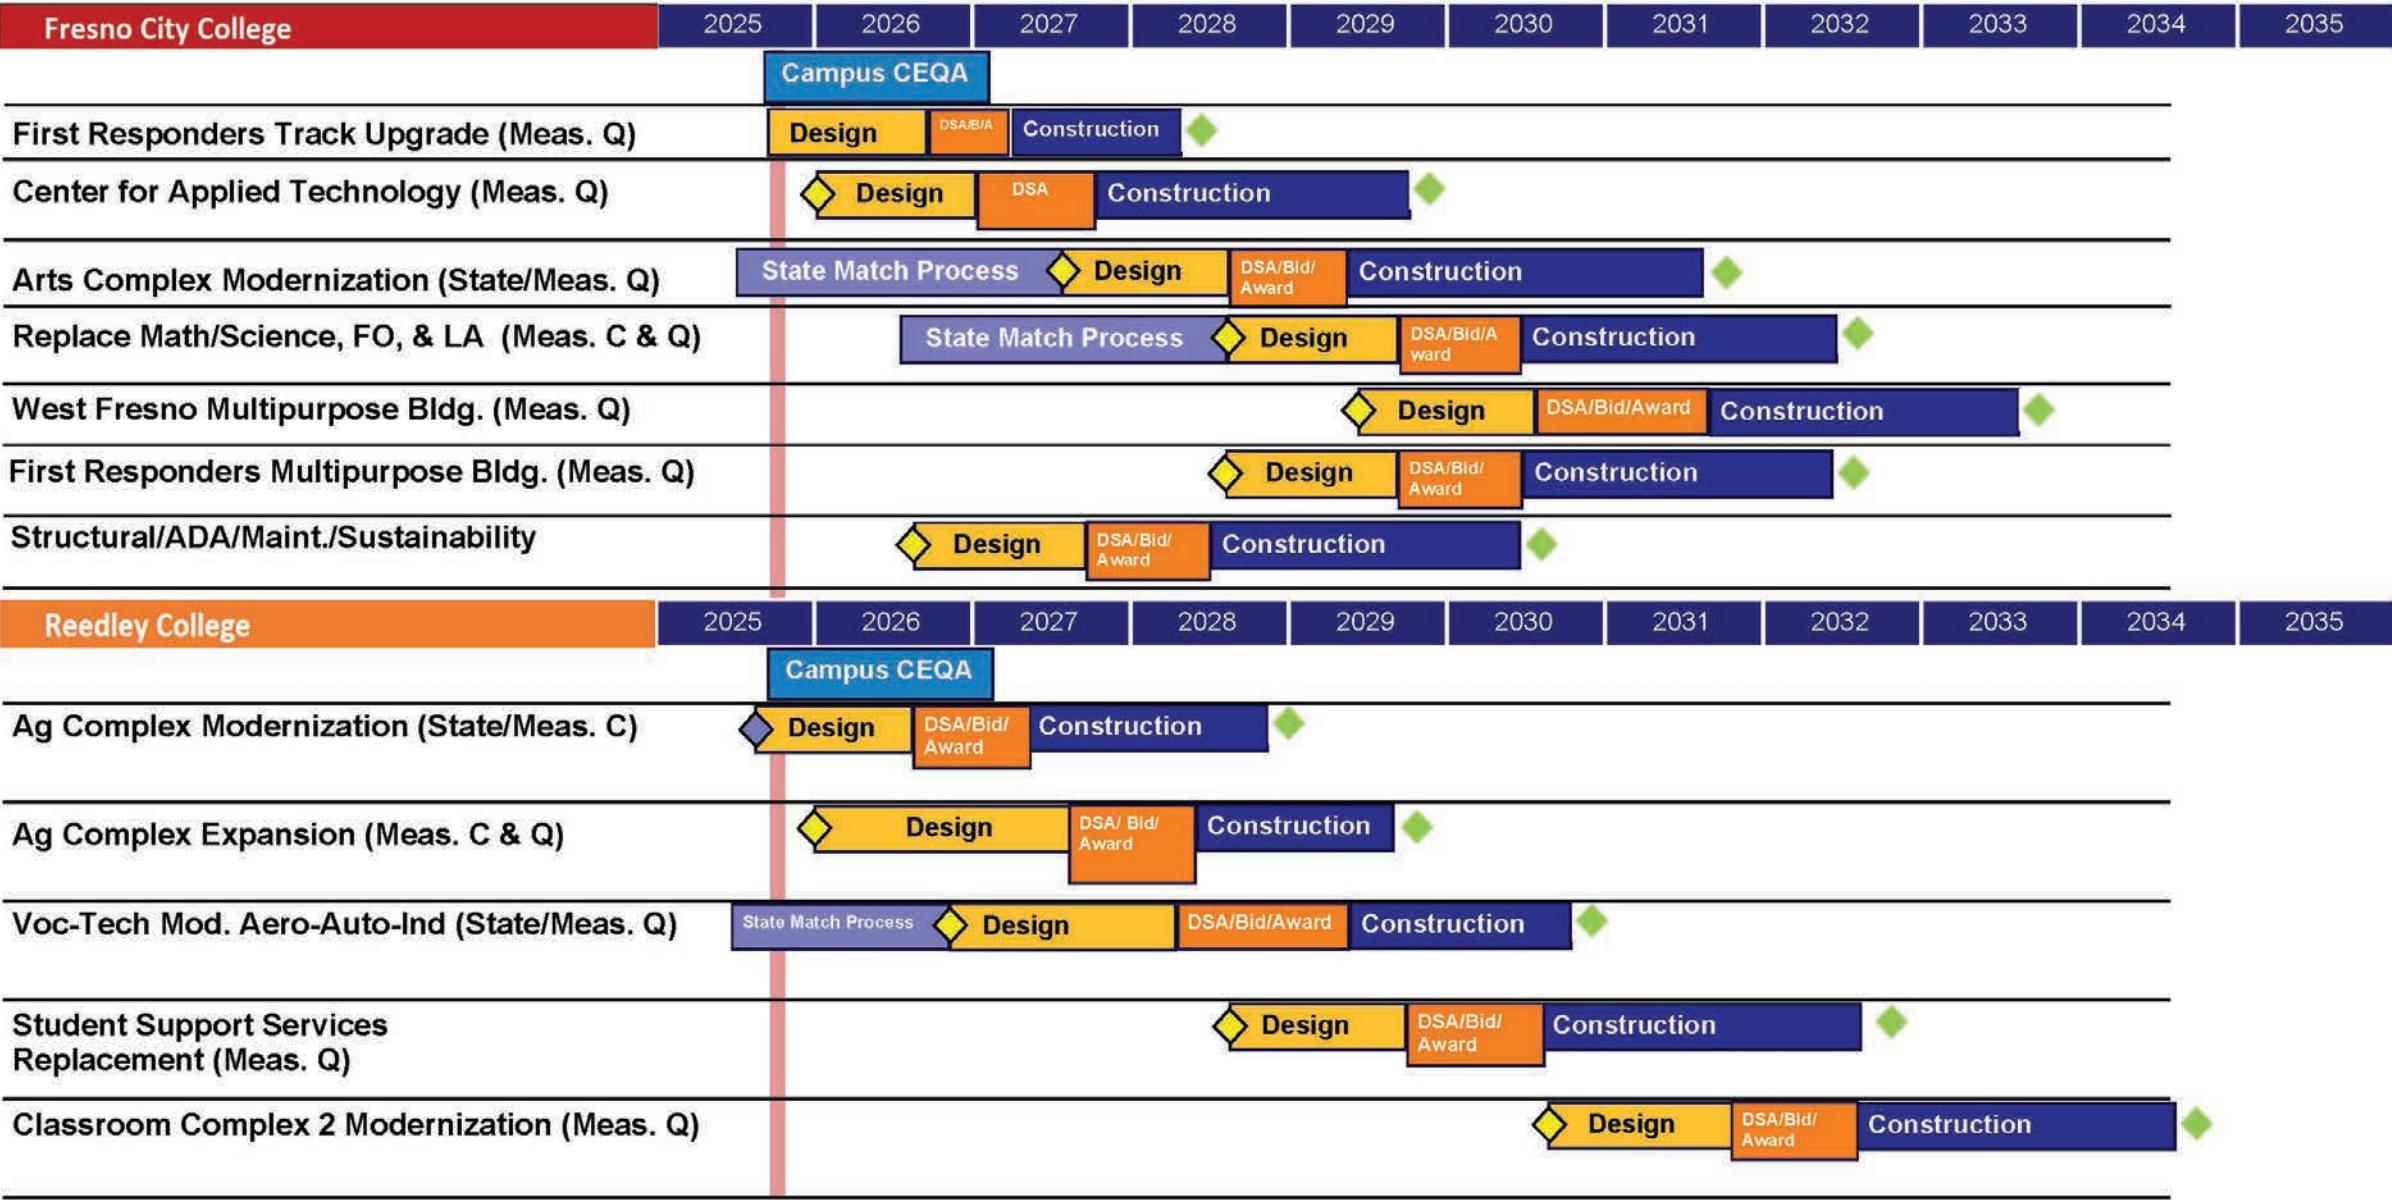 Fresno City College 2025 2026 2027 2028 2029 2030 2031 2032 2033 2034 2035
Campus CEQA
First Responders Track Upgrade (Meas. Q) Design DSA/B/A Construction
Center for Applied Technology (Meas. Q) Design DSA Construction
Arts Complex Modernization (State/Meas. Q) State Match Process Design DSA/Bid/ Construction
Award
Replace Math/Science, FO, & LA (Meas. C & Q) State Match Process Design DSA/Bid/A Construction
ward
West Fresno Multipurpose Bldg. (Meas. Q) Design DSA/Bid/Award Construction
First Responders Multipurpose Bldg. (Meas. Q) Design DSA/Bid/ Construction
Award
Structural/ADA/Maint./Sustainability Design DSA/Bid/ Construction
Award
Reedley College 2025 2026 2027 2028 2029 2030 2031 2032 2033 2034 2035
Campus CEQA
Ag Complex Modernization (State/Meas. C) Design DSA/Bid/ Construction
Award
Ag Complex Expansion (Meas. C & Q) Design DSA/ Bid/ Construction
Award
Voc-Tech Mod. Aero-Auto-Ind (State/Meas. Q) State Match Process Design DSA/Bid/Award Construction
Student Support Services Design DSA/Bid/ Construction
Replacement (Meas. Q) Award
Classroom Complex 2 Modernization (Meas. Q) Design DSA/Bid/ Construction
Award